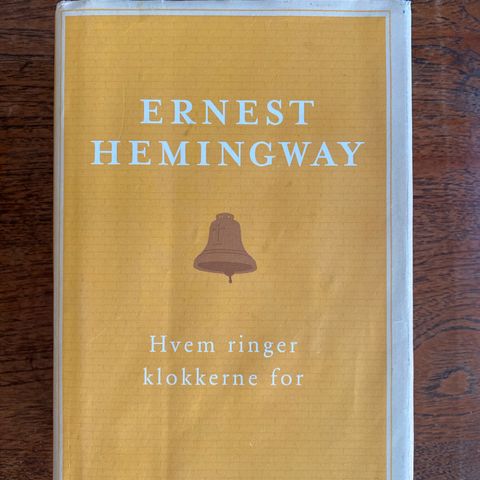 ERNEST
HEMINGWAY
Hvem ringer
klokkerne for